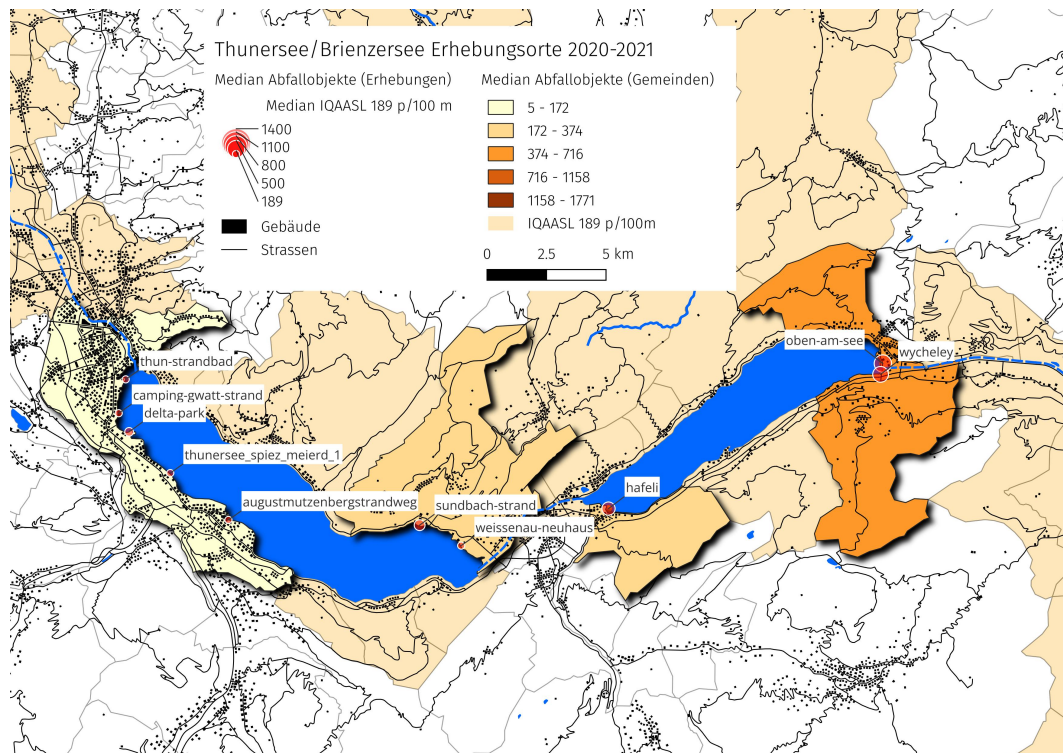 Thunersee/Brienzersee Erhebungsorte 2020-2021
Median Abfallobjekte (Erhebungen)
Median IQAASL 189 p/100 m
1400
1100
800
500
189
Gebäude
Strassen
Median Abfallobjekte (Gemeinden)
5 - 172
172 - 374
374 - 716
716 - 1158
1158 - 1771
IQAASL 189 p/100m
0 2.5 5 km
oben-am-see
wycheley
thun-strandbad
camping-gwatt-strand
delta-park
thunersee_spiez_meierd_1
hafeli
augustmutzenbergstrandweg
sundbach-strand
weissenau-neuhaus